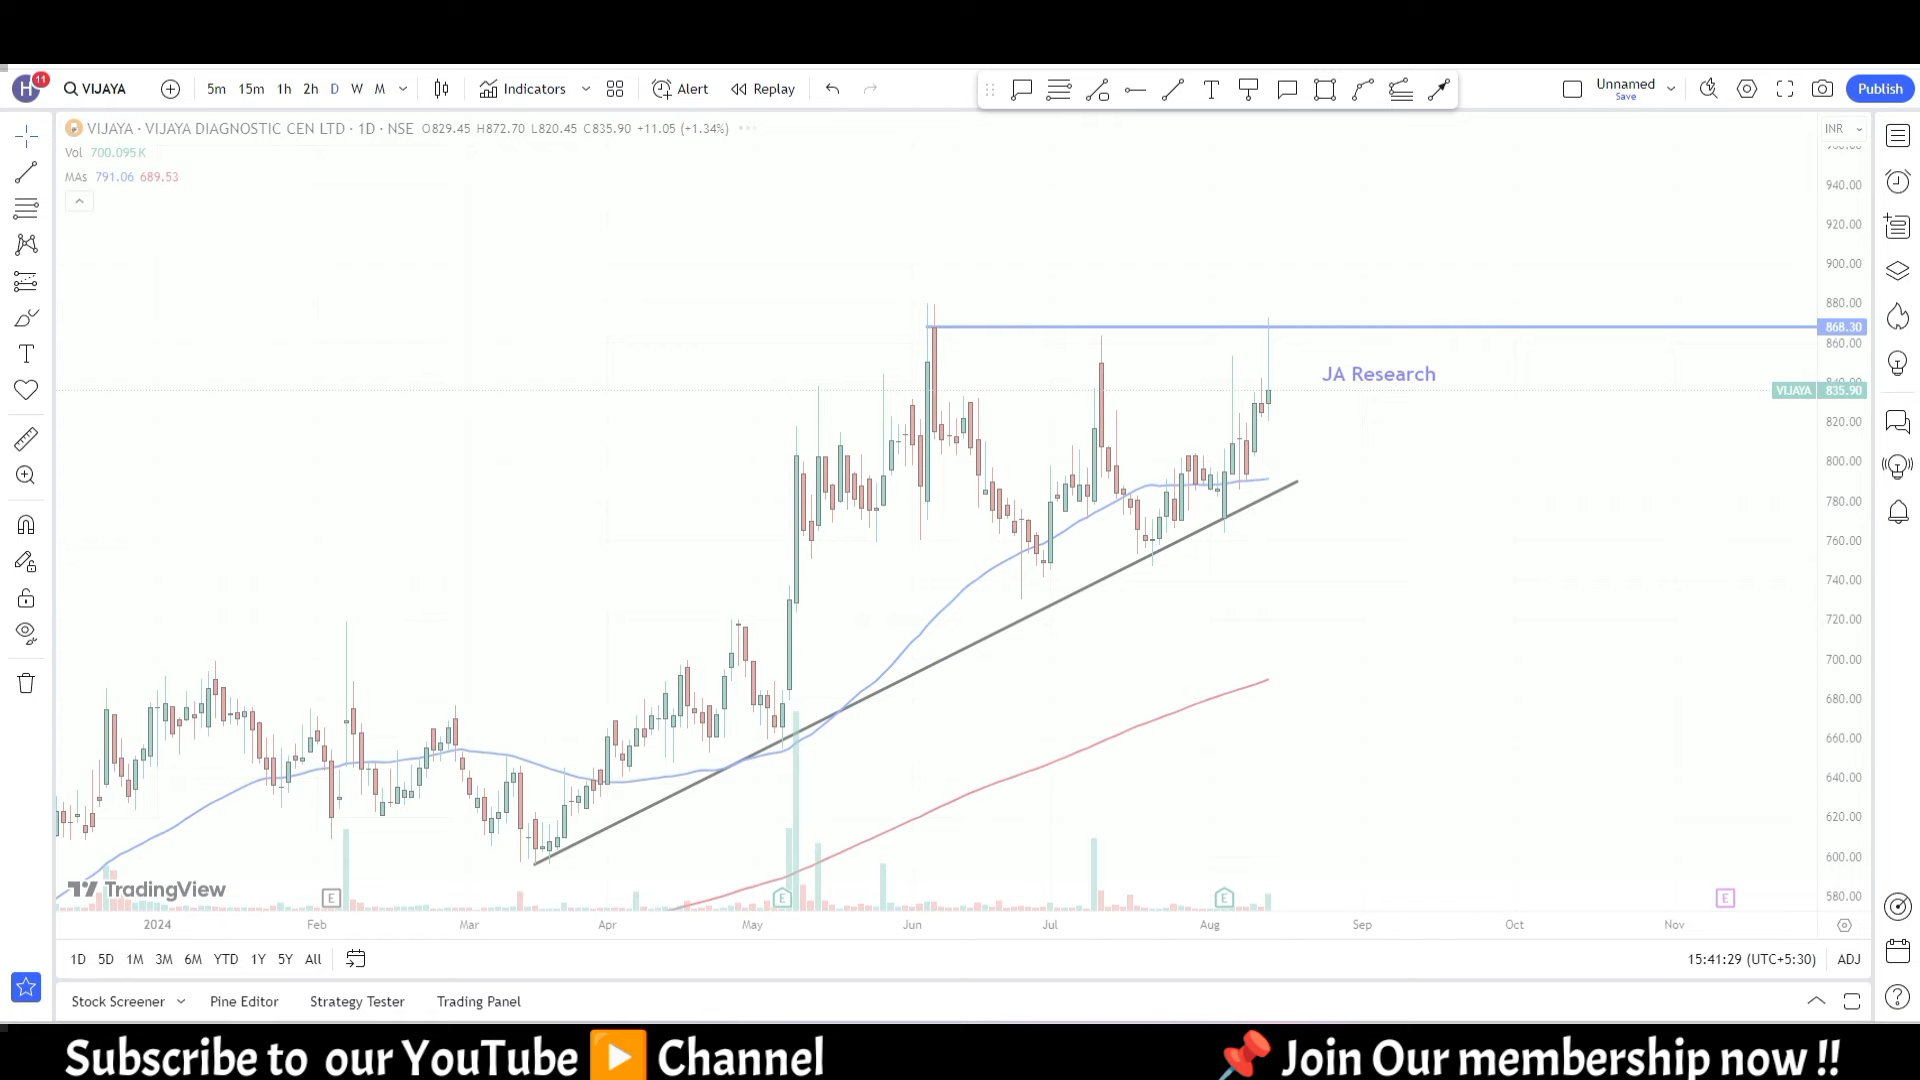 H 11 VIJAYA 5m 15m 1h 2h D W M Indicators Alert Replay T Unnamed Save Publish
VIJAYA · VIJAYA DIAGNOSTIC CEN LTD · 1D · NSE O829.45 H872.70 L820.45 C835.90 +11.05 (+1.34%) INR
Vol 700.095K
MAs 791.06 689.53
940.00
920.00
900.00
880.00
868.30
860.00
JA Research
VIJAYA 835.90
820.00
800.00
780.00
760.00
740.00
720.00
700.00
680.00
660.00
640.00
620.00
600.00
TradingView
E E E E
580.00
2024 Feb Mar Apr May Jun Jul Aug Sep Oct Nov
1D 5D 1M 3M 6M YTD 1Y 5Y All 15:41:29 (UTC+5:30) ADJ
Stock Screener Pine Editor Strategy Tester Trading Panel
Subscribe to our YouTube Channel Join Our membership now !!